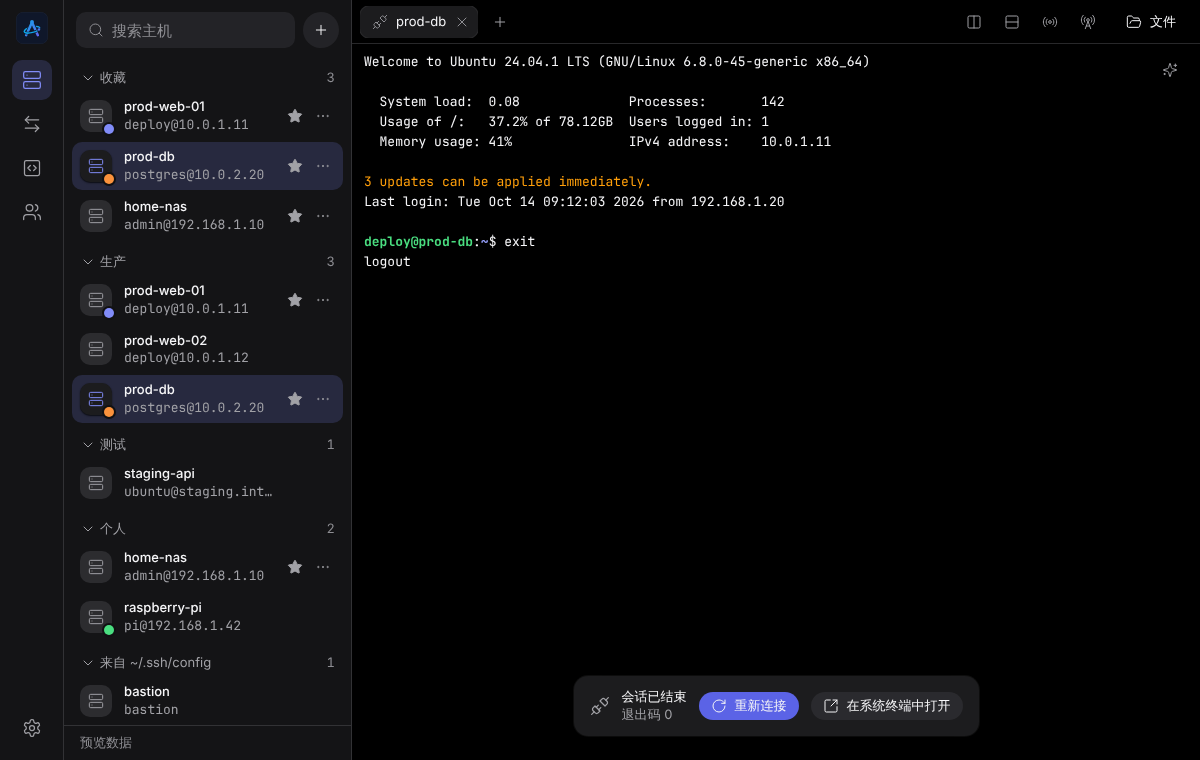 搜索主机
收藏 3
prod-web-01
deploy@10.0.1.11
prod-db
postgres@10.0.2.20
home-nas
admin@192.168.1.10
生产 3
prod-web-01
deploy@10.0.1.11
prod-web-02
deploy@10.0.1.12
prod-db
postgres@10.0.2.20
测试 1
staging-api
ubuntu@staging.int…
个人 2
home-nas
admin@192.168.1.10
raspberry-pi
pi@192.168.1.42
来自 ~/.ssh/config 1
bastion
bastion
预览数据
prod-db
文件
Welcome to Ubuntu 24.04.1 LTS (GNU/Linux 6.8.0-45-generic x86_64)
System load: 0.08 Processes: 142
Usage of /: 37.2% of 78.12GB Users logged in: 1
Memory usage: 41% IPv4 address: 10.0.1.11
3 updates can be applied immediately.
Last login: Tue Oct 14 09:12:03 2026 from 192.168.1.20
deploy@prod-db:~$ exit
logout
会话已结束
退出码 0
重新连接
在系统终端中打开